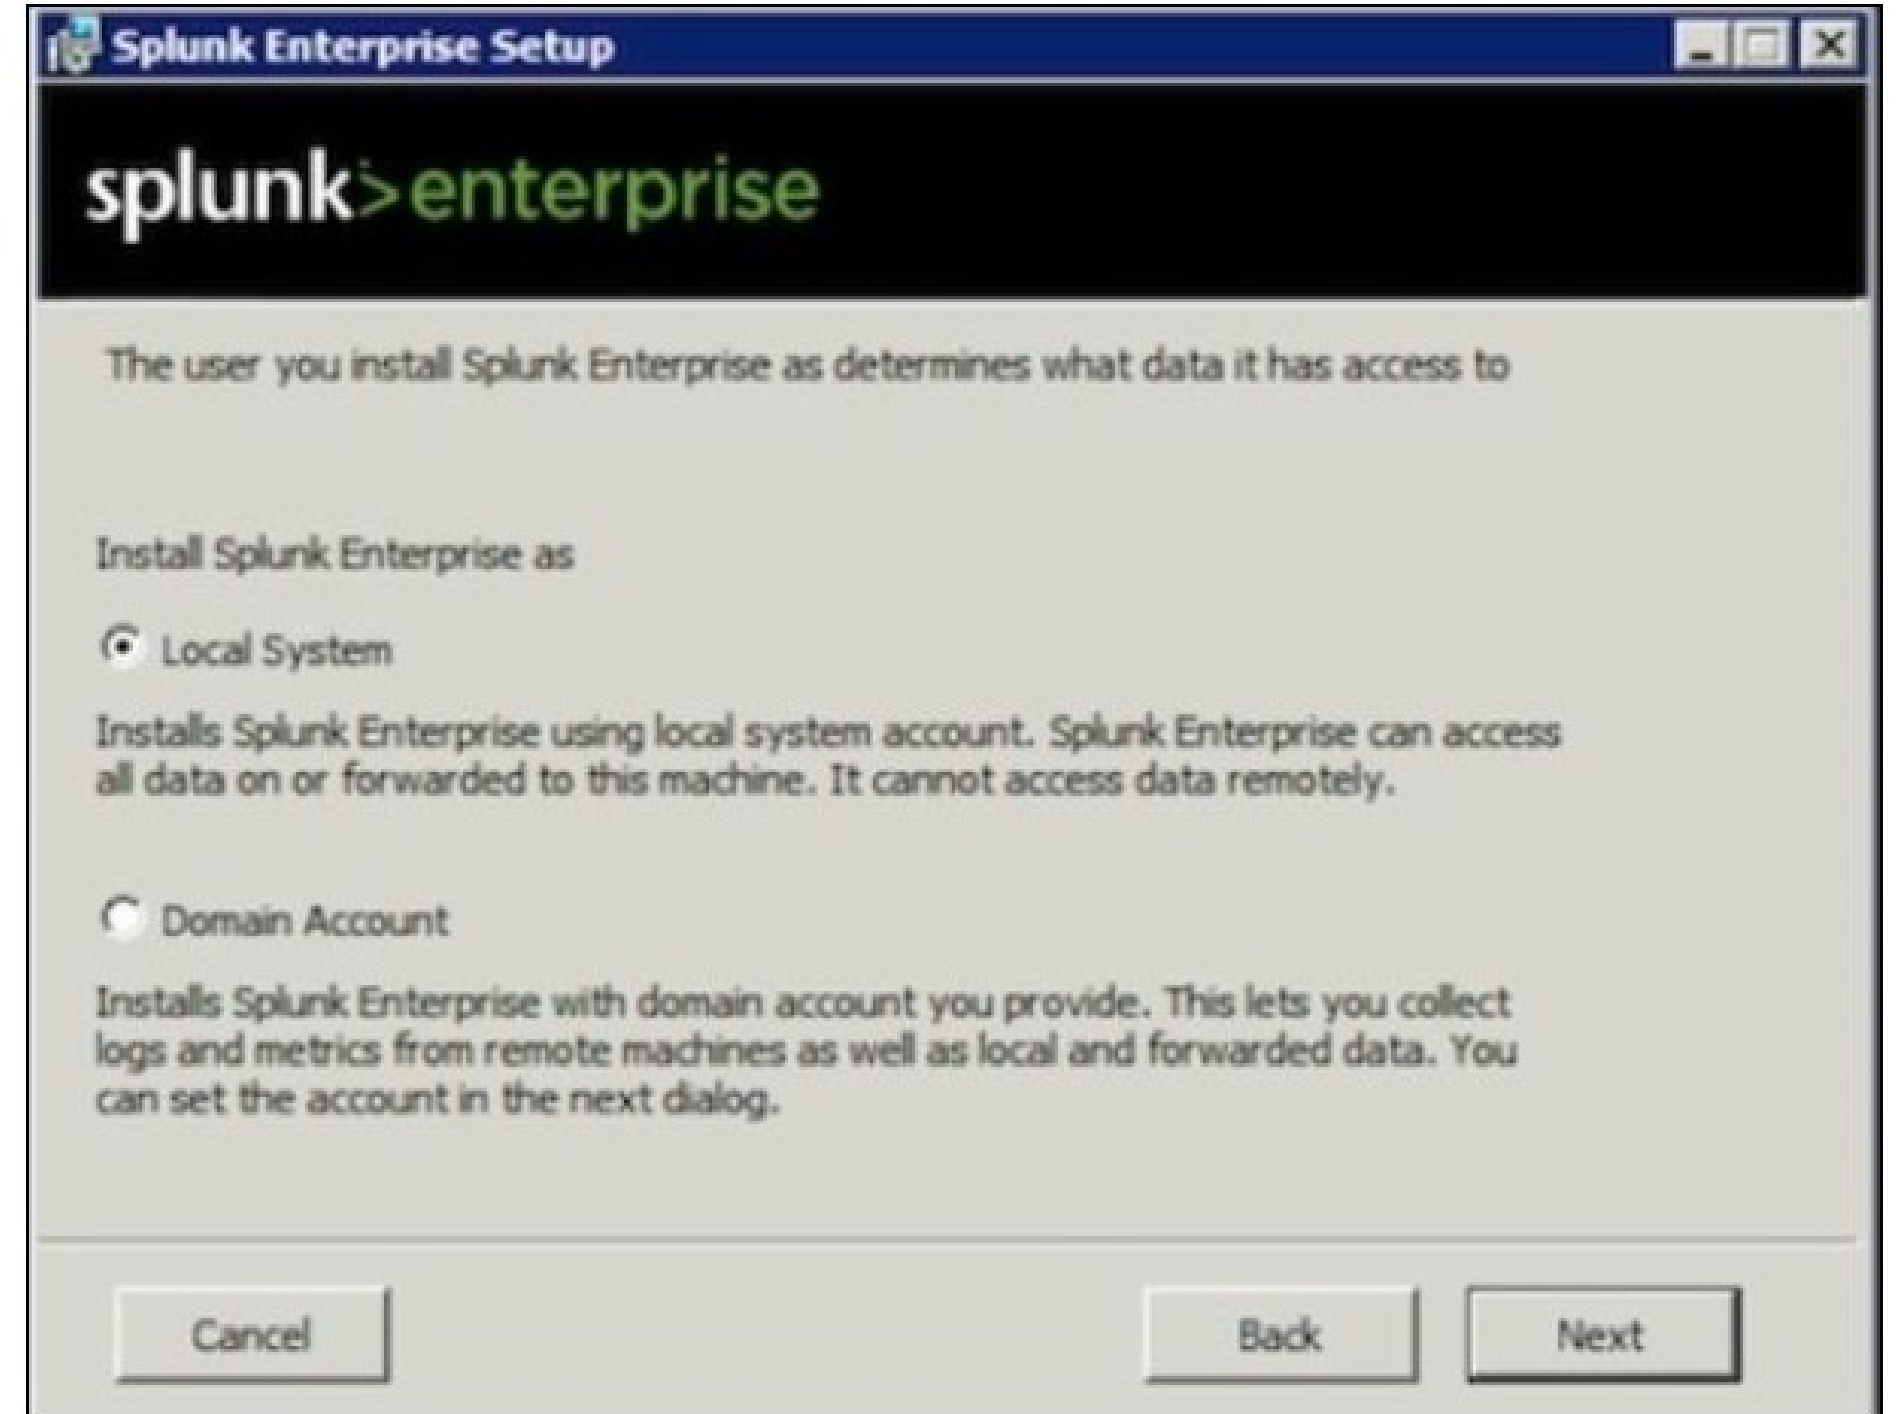 Splunk Enterprise Setup
splunk>enterprise
The user you install Splunk Enterprise as determines what data it has access to
Install Splunk Enterprise as
Local System
Installs Splunk Enterprise using local system account. Splunk Enterprise can access
all data on or forwarded to this machine. It cannot access data remotely.
Domain Account
Installs Splunk Enterprise with domain account you provide. This lets you collect
logs and metrics from remote machines as well as local and forwarded data. You
can set the account in the next dialog.
Cancel
Back
Next